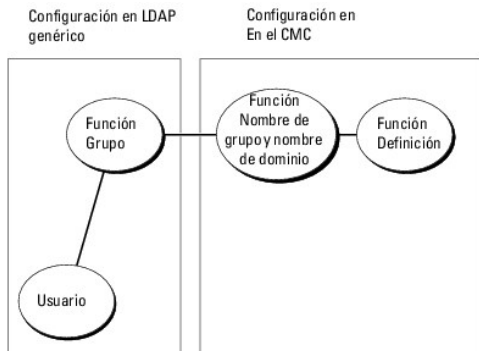 Configuración en LDAP
genérico
Configuración en
En el CMC
Función
Grupo
Función
Nombre de
grupo y nombre
de dominio
Función
Definición
Usuario